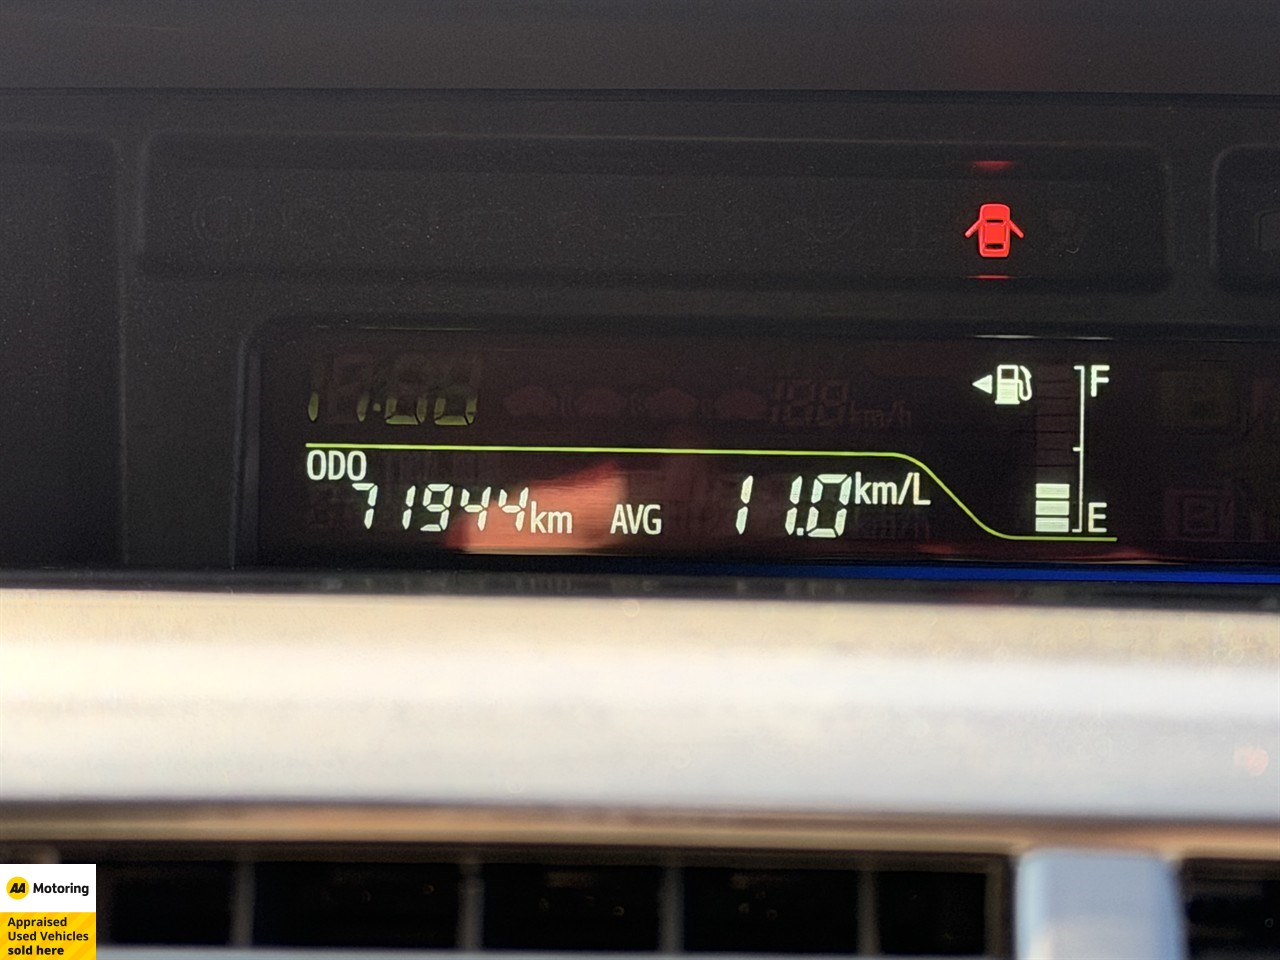 F
ODO
71944km AVG 11.0km/L
E
AA Motoring
Appraised
Used Vehicles
sold here